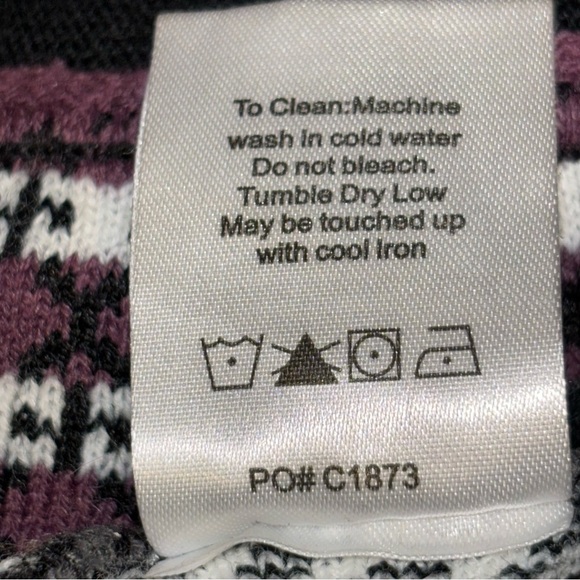 To Clean:Machine
wash in cold water
Do not bleach.
Tumble Dry Low
May be touched up
with cool Iron
PO# C1873